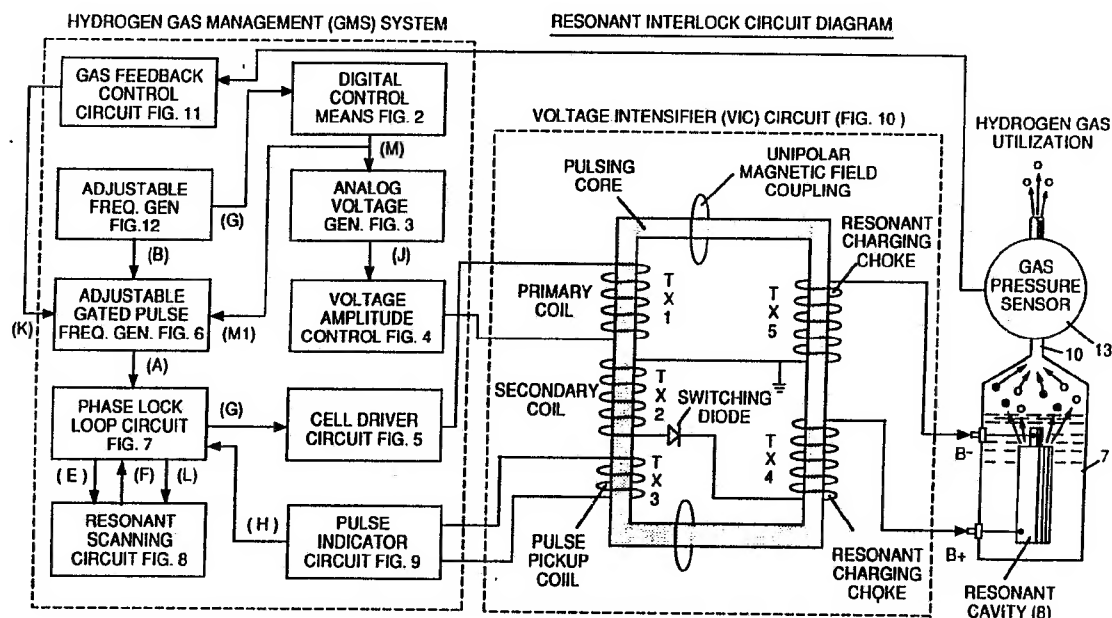 HYDROGEN GAS MANAGEMENT (GMS) SYSTEM
RESONANT INTERLOCK CIRCUIT DIAGRAM
GAS FEEDBACK
CONTROL
CIRCUIT FIG. 11
DIGITAL
CONTROL
MEANS FIG. 2
(M)
ADJUSTABLE
FREQ. GEN
FIG.12
(G)
ANALOG
VOLTAGE
GEN. FIG. 3
(B)
(J)
(K)
ADJUSTABLE
GATED PULSE
FREQ. GEN. FIG. 6
(M1)
VOLTAGE
AMPLITUDE
CONTROL FIG. 4
(A)
PHASE LOCK
LOOP CIRCUIT
FIG. 7
(G)
CELL DRIVER
CIRCUIT FIG. 5
(E)
(F)
(L)
RESONANT
SCANNING
CIRCUIT FIG. 8
(H)
PULSE
INDICATOR
CIRCUIT FIG. 9
VOLTAGE INTENSIFIER (VIC) CIRCUIT (FIG. 10 )
PULSING
CORE
UNIPOLAR
MAGNETIC FIELD
COUPLING
RESONANT
CHARGING
CHOKE
PRIMARY
COIL
TX1
TX5
SECONDARY
COIL
TX2
SWITCHING
DIODE
TX3
TX4
PULSE
PICKUP
COIIL
RESONANT
CHARGING
CHOKE
HYDROGEN GAS
UTILIZATION
GAS
PRESSURE
SENSOR
13
10
B-
7
B+
RESONANT
CAVITY (8)